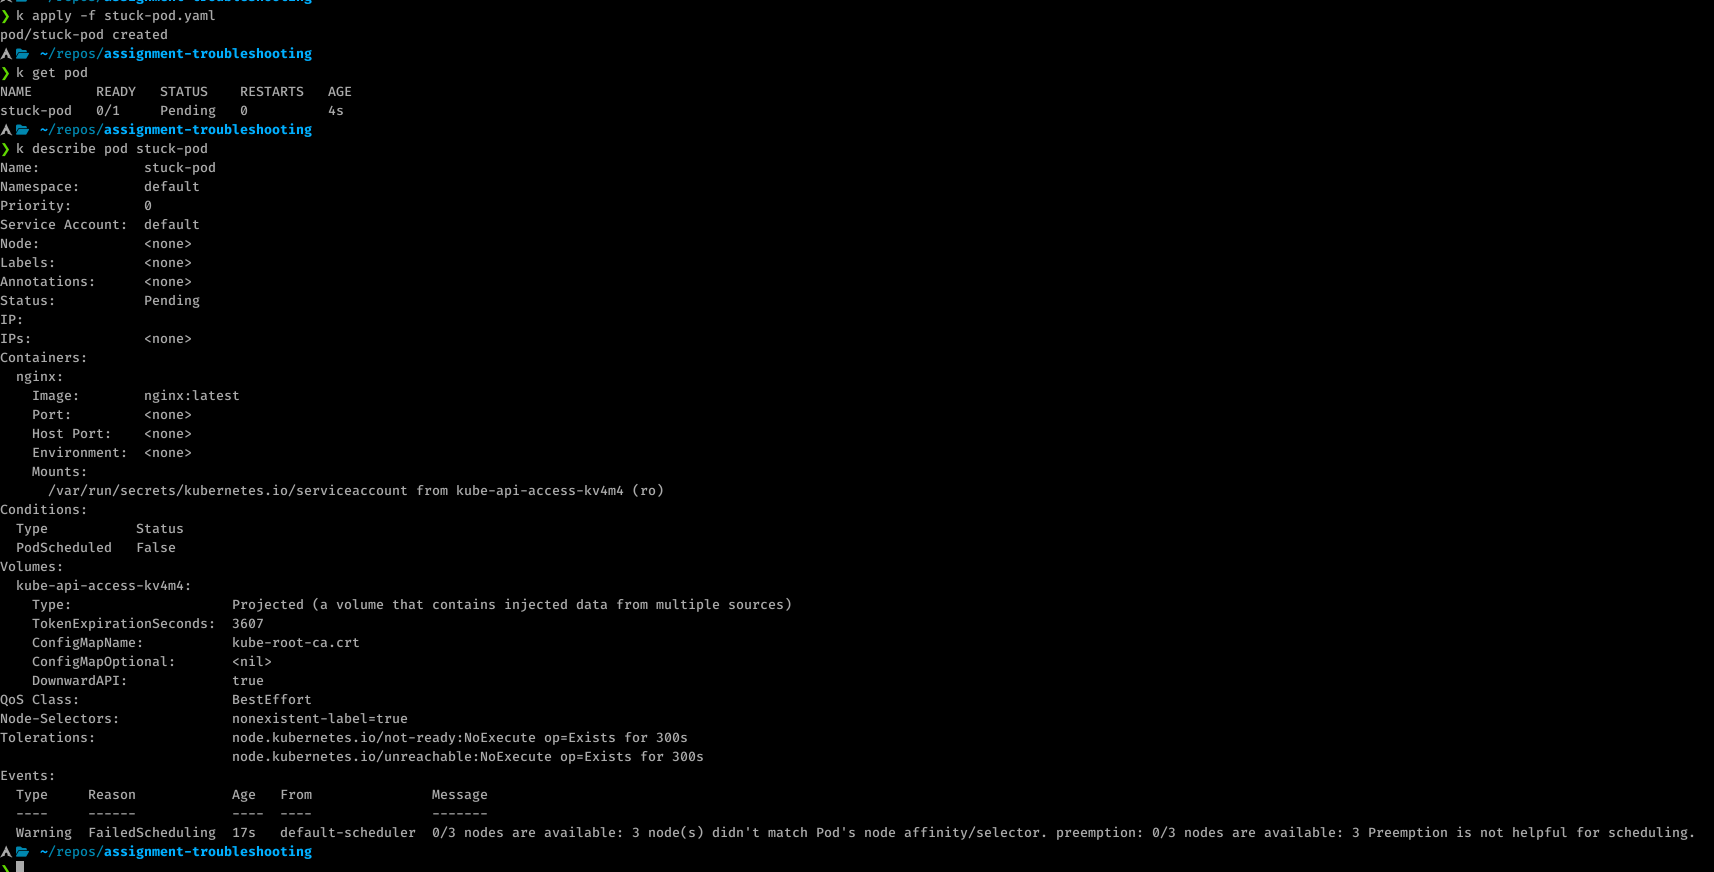 ~/repos/assignment-troubleshooting
❯ k apply -f stuck-pod.yaml
pod/stuck-pod created
~/repos/assignment-troubleshooting
❯ k get pod
NAME        READY   STATUS    RESTARTS   AGE
stuck-pod   0/1     Pending   0          4s
~/repos/assignment-troubleshooting
❯ k describe pod stuck-pod
Name:             stuck-pod
Namespace:        default
Priority:         0
Service Account:  default
Node:             <none>
Labels:           <none>
Annotations:      <none>
Status:           Pending
IP:
IPs:              <none>
Containers:
  nginx:
    Image:        nginx:latest
    Port:         <none>
    Host Port:    <none>
    Environment:  <none>
    Mounts:
      /var/run/secrets/kubernetes.io/serviceaccount from kube-api-access-kv4m4 (ro)
Conditions:
  Type           Status
  PodScheduled   False
Volumes:
  kube-api-access-kv4m4:
    Type:                    Projected (a volume that contains injected data from multiple sources)
    TokenExpirationSeconds:  3607
    ConfigMapName:           kube-root-ca.crt
    ConfigMapOptional:       <nil>
    DownwardAPI:             true
QoS Class:                   BestEffort
Node-Selectors:              nonexistent-label=true
Tolerations:                 node.kubernetes.io/not-ready:NoExecute op=Exists for 300s
                             node.kubernetes.io/unreachable:NoExecute op=Exists for 300s
Events:
  Type     Reason            Age   From               Message
  ----     ------            ----  ----               -------
  Warning  FailedScheduling  17s   default-scheduler  0/3 nodes are available: 3 node(s) didn't match Pod's node affinity/selector. preemption: 0/3 nodes are available: 3 Preemption is not helpful for scheduling.
~/repos/assignment-troubleshooting
❯